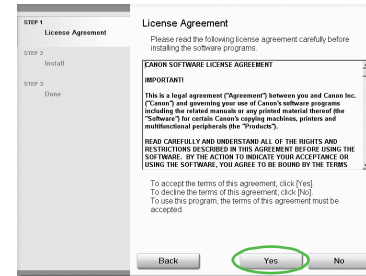 STEP 1
License Agreement
STEP 2
Install
STEP 3
Done
License Agreement
Please read the following license agreement carefully before
installing the software programs.
CANON SOFTWARE LICENSE AGREEMENT
IMPORTANT!
This is a legal agreement ("Agreement") between you and Canon Inc.
("Canon") and governing your use of Canon's software programs
including the related manuals or any printed material thereof (the
"Software") for certain Canon's copying machines, printers and
multifunctional peripherals (the "Products").
READ CAREFULLY AND UNDERSTAND ALL OF THE RIGHTS AND
RESTRICTIONS DESCRIBED IN THIS AGREEMENT BEFORE USING THE
SOFTWARE. BY THE ACTION TO INDICATE YOUR ACCEPTANCE OR
USING THE SOFTWARE, YOU AGREE TO BE BOUND BY THE TERMS
To accept the terms of this agreement, click [Yes].
To decline the terms of this agreement, click [No].
To use this program, the terms of this agreement must be
accepted.
Back
Yes
No